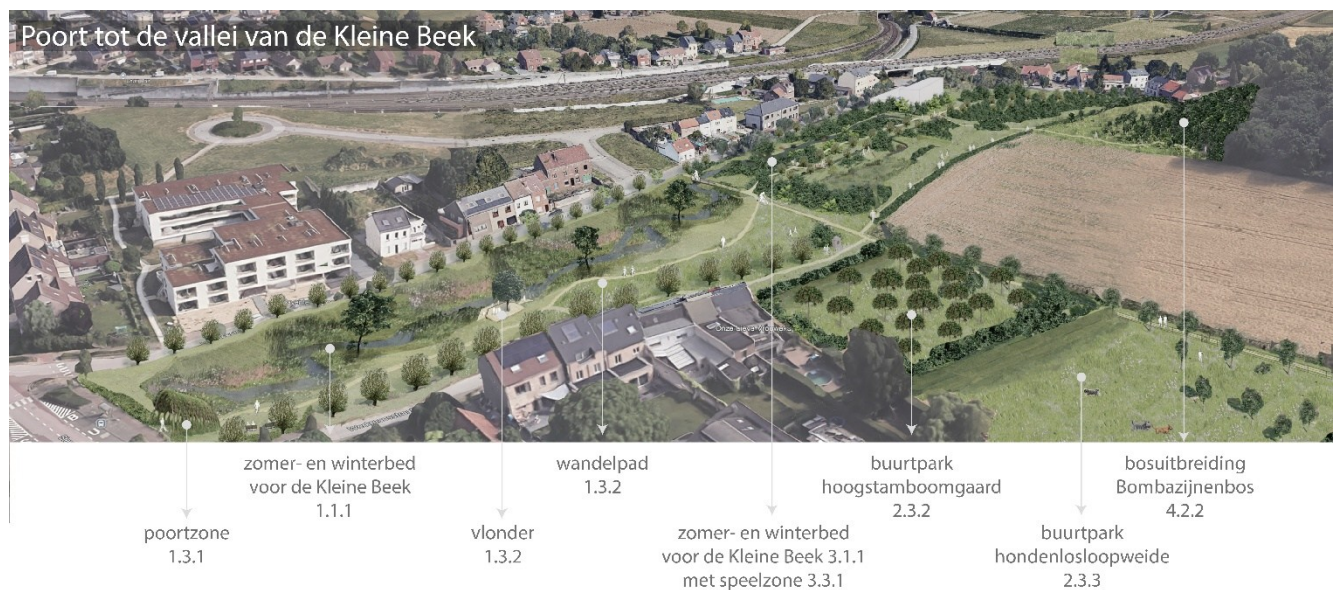 Poort tot de vallei van de Kleine Beek
zomer- en winterbed
voor de Kleine Beek
1.1.1
wandelpad
1.3.2
buurtpark
hoogstamboomgaard
2.3.2
bosuitbreiding
Bombazijnenbos
4.2.2
poortzone
1.3.1
vlonder
1.3.2
zomer- en winterbed
voor de Kleine Beek 3.1.1
met speelzone 3.3.1
buurtpark
hondenlosloopweide
2.3.3